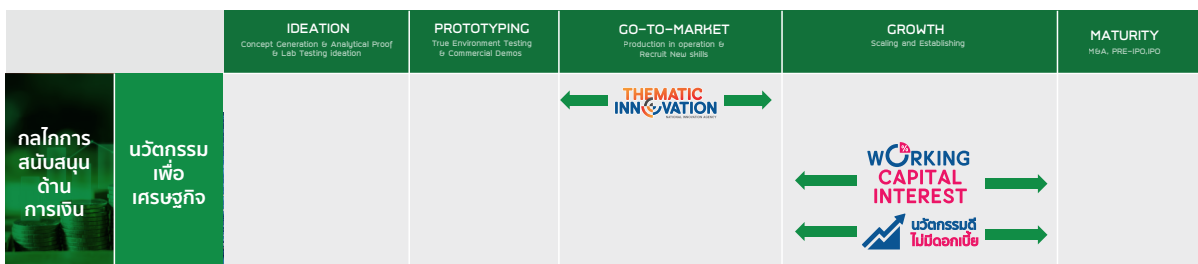 IDEATION
Concept Generation & Analytical Proof
& Lab Testing ideation
PROTOTYPING
True Environment Testing
& Commercial Demos
GO-TO-MARKET
Production in operation &
Recruit New skills
GROWTH
Scaling and Establishing
MATURITY
M&A, PRE-IPO,IPO
กลไกการ
สนับสนุน
ด้าน
การเงิน
นวัตกรรม
เพื่อ
เศรษฐกิจ
THEMATIC
INNOVATION
NATIONAL INNOVATION AGENCY
WORKING
%
CAPITAL
INTEREST
นวัตกรรมดี
ไม่มีดอกเบี้ย